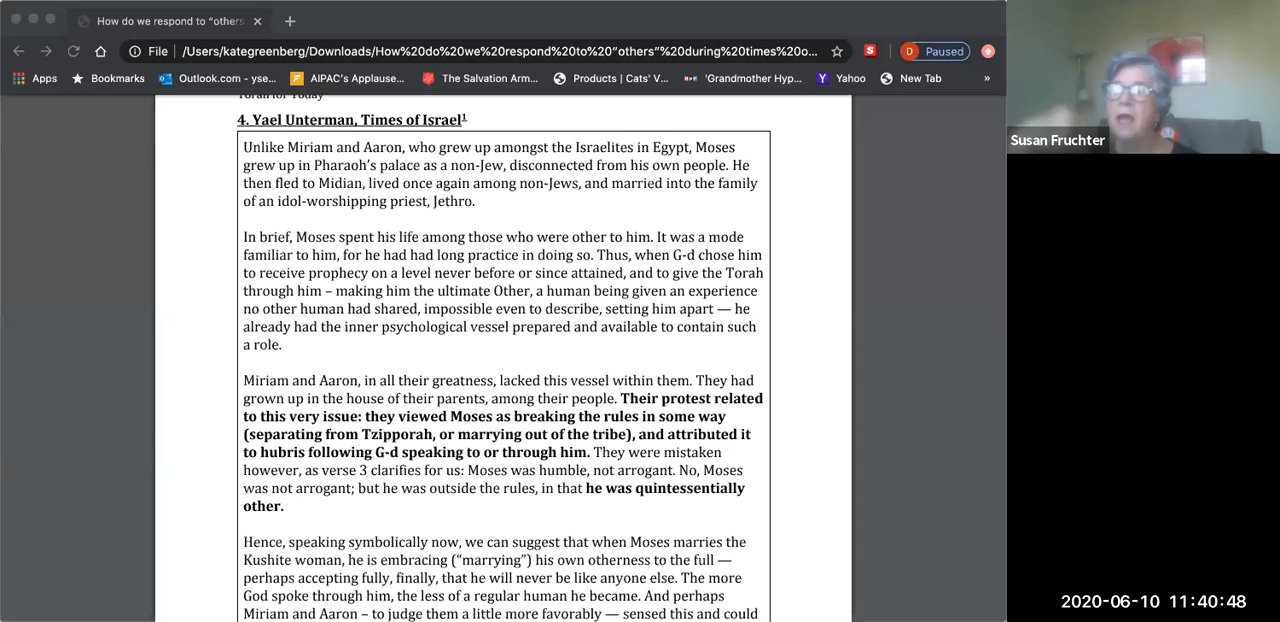 How do we respond to “others
File
/Users/kategreenberg/Downloads/How%20do%20we%20respond%20to%20“others”%20during%20times%20o...
S
D Paused
Apps Bookmarks Outlook.com - yse... AIPAC's Applause... The Salvation Arm... Products | Cats' V... 'Grandmother Hyp... Yahoo New Tab »
Torah for Today
4. Yael Unterman, Times of Israel1
Unlike Miriam and Aaron, who grew up amongst the Israelites in Egypt, Moses
grew up in Pharaoh's palace as a non-Jew, disconnected from his own people. He
then fled to Midian, lived once again among non-Jews, and married into the family
of an idol-worshipping priest, Jethro.
In brief, Moses spent his life among those who were other to him. It was a mode
familiar to him, for he had had long practice in doing so. Thus, when G-d chose him
to receive prophecy on a level never before or since attained, and to give the Torah
through him – making him the ultimate Other, a human being given an experience
no other human had shared, impossible even to describe, setting him apart — he
already had the inner psychological vessel prepared and available to contain such
a role.
Miriam and Aaron, in all their greatness, lacked this vessel within them. They had
grown up in the house of their parents, among their people. Their protest related
to this very issue: they viewed Moses as breaking the rules in some way
(separating from Tzipporah, or marrying out of the tribe), and attributed it
to hubris following G-d speaking to or through him. They were mistaken
however, as verse 3 clarifies for us: Moses was humble, not arrogant. No, Moses
was not arrogant; but he was outside the rules, in that he was quintessentially
other.
Hence, speaking symbolically now, we can suggest that when Moses marries the
Kushite woman, he is embracing (“marrying”) his own otherness to the full —
perhaps accepting fully, finally, that he will never be like anyone else. The more
God spoke through him, the less of a regular human he became. And perhaps
Miriam and Aaron – to judge them a little more favorably — sensed this and could
Susan Fruchter
2020-06-10 11:40:48